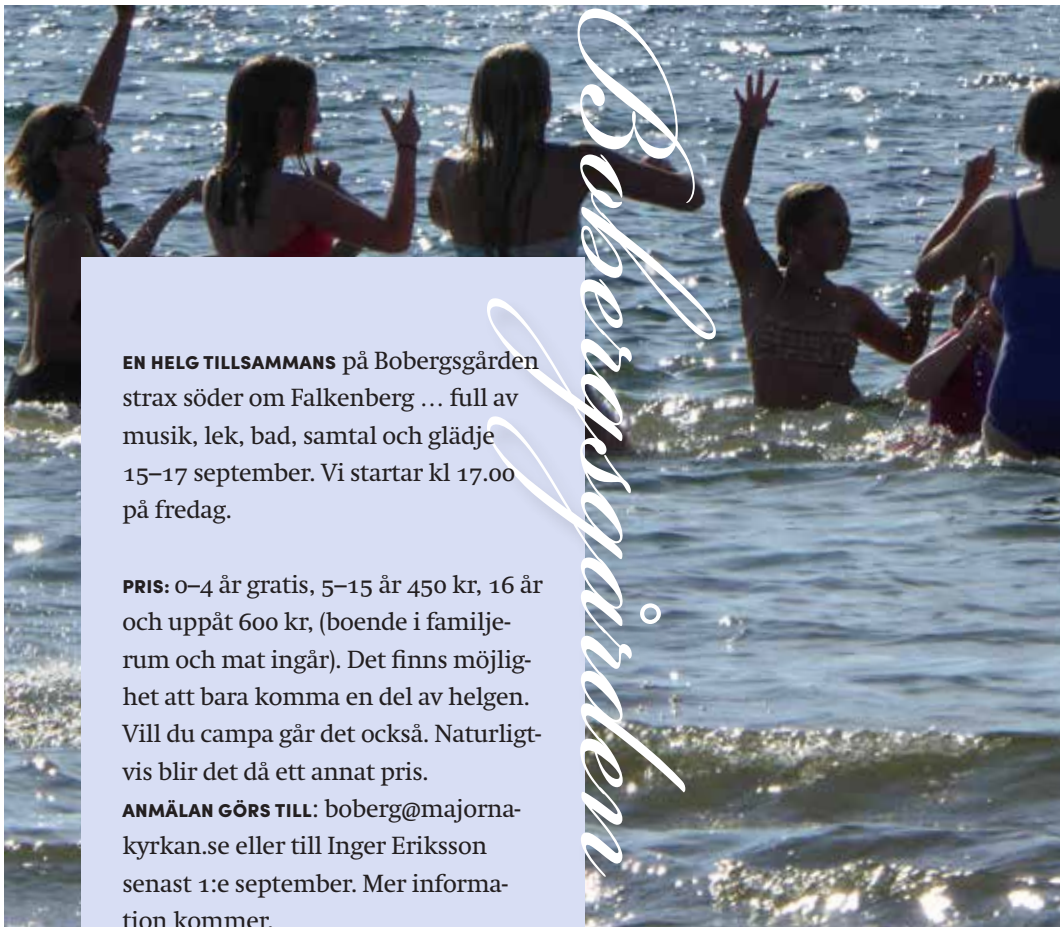 Bobergsgården
EN HELG TILLSAMMANS på Bobergsgården
strax söder om Falkenberg … full av
musik, lek, bad, samtal och glädje
15–17 september. Vi startar kl 17.00
på fredag.
PRIS: 0–4 år gratis, 5–15 år 450 kr, 16 år
och uppåt 600 kr, (boende i familje-
rum och mat ingår). Det finns möjlig-
het att bara komma en del av helgen.
Vill du campa går det också. Naturligt-
vis blir det då ett annat pris.
ANMÄLAN GÖRS TILL: boberg@majorna-
kyrkan.se eller till Inger Eriksson
senast 1:e september. Mer informa-
tion kommer.